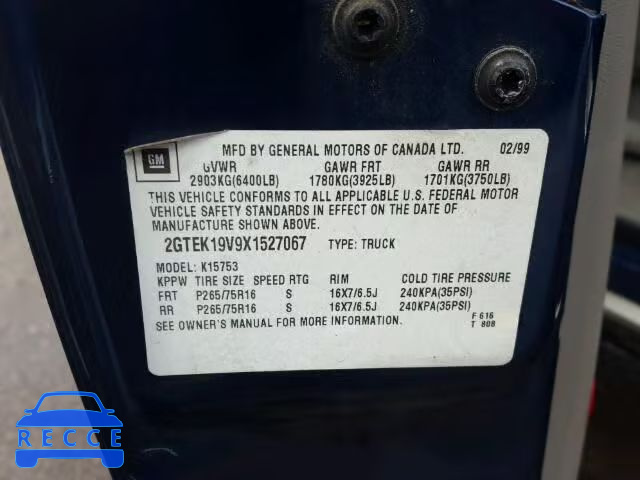 GM
MFD BY GENERAL MOTORS OF CANADA LTD. 02/99
GVWR GAWR FRT GAWR RR
2903KG(6400LB) 1780KG(3925LB) 1701KG(3750LB)
THIS VEHICLE CONFORMS TO ALL APPLICABLE U.S. FEDERAL MOTOR
VEHICLE SAFETY STANDARDS IN EFFECT ON THE DATE OF
MANUFACTURE SHOWN ABOVE.
2GTEK19V9X1527067 TYPE: TRUCK
MODEL: K15753
KPPW TIRE SIZE SPEED RTG RIM COLD TIRE PRESSURE
FRT P265/75R16 S 16X7/6.5J 240KPA(35PSI)
RR P265/75R16 S 16X7/6.5J 240KPA(35PSI)
SEE OWNER'S MANUAL FOR MORE INFORMATION.
F 616
T 808
RECCE